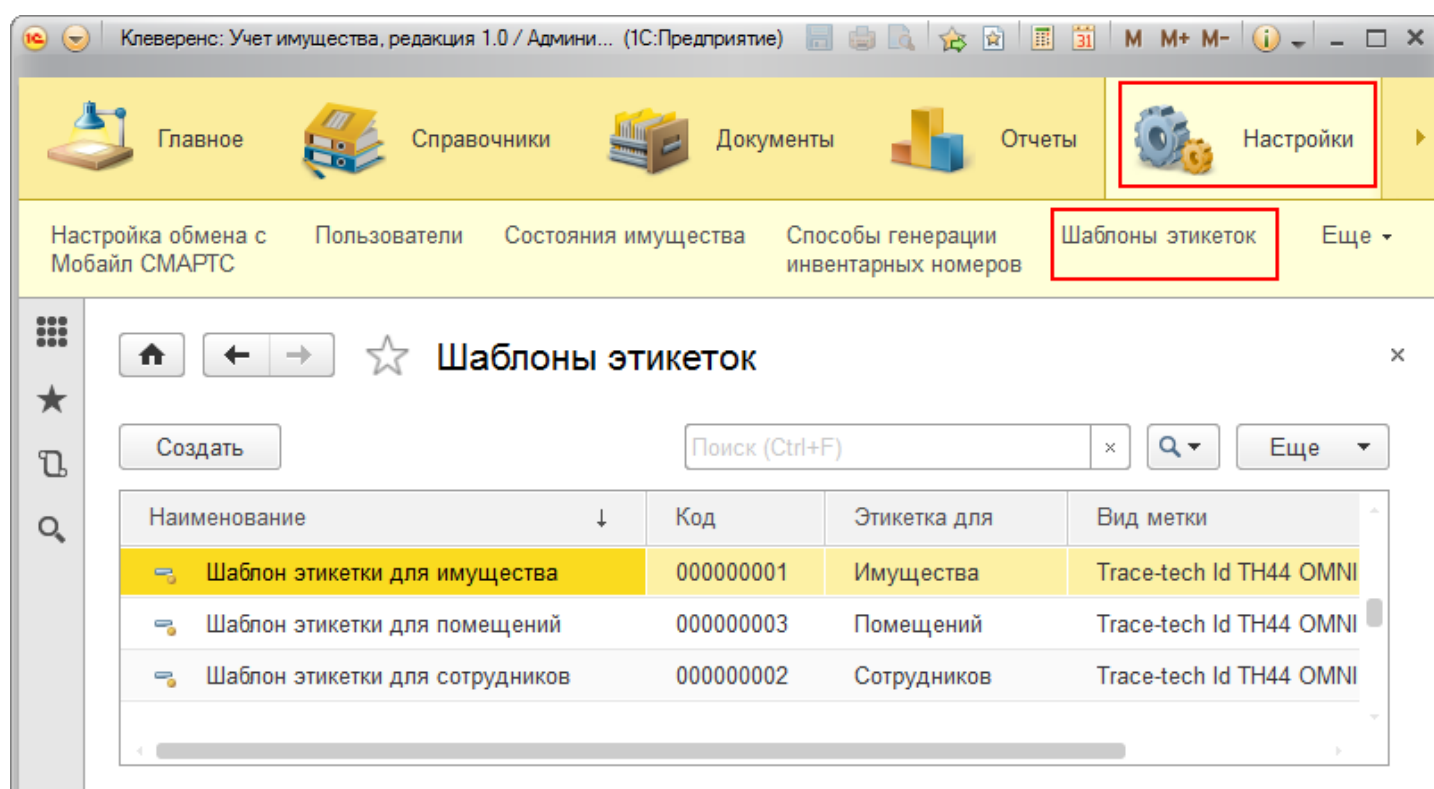 Клеверенс: Учет имущества, редакция 1.0 / Админи... (1С:Предприятие) 31 M M+ M-
Главное Справочники Документы Отчеты Настройки
Настройка обмена с Мобайл СМАРТС Пользователи Состояния имущества Способы генерации инвентарных номеров Шаблоны этикеток Еще
Шаблоны этикеток
Создать Поиск (Ctrl+F) Еще
Наименование Код Этикетка для Вид метки
Шаблон этикетки для имущества 000000001 Имущества Trace-tech Id TH44 OMNI
Шаблон этикетки для помещений 000000003 Помещений Trace-tech Id TH44 OMNI
Шаблон этикетки для сотрудников 000000002 Сотрудников Trace-tech Id TH44 OMNI